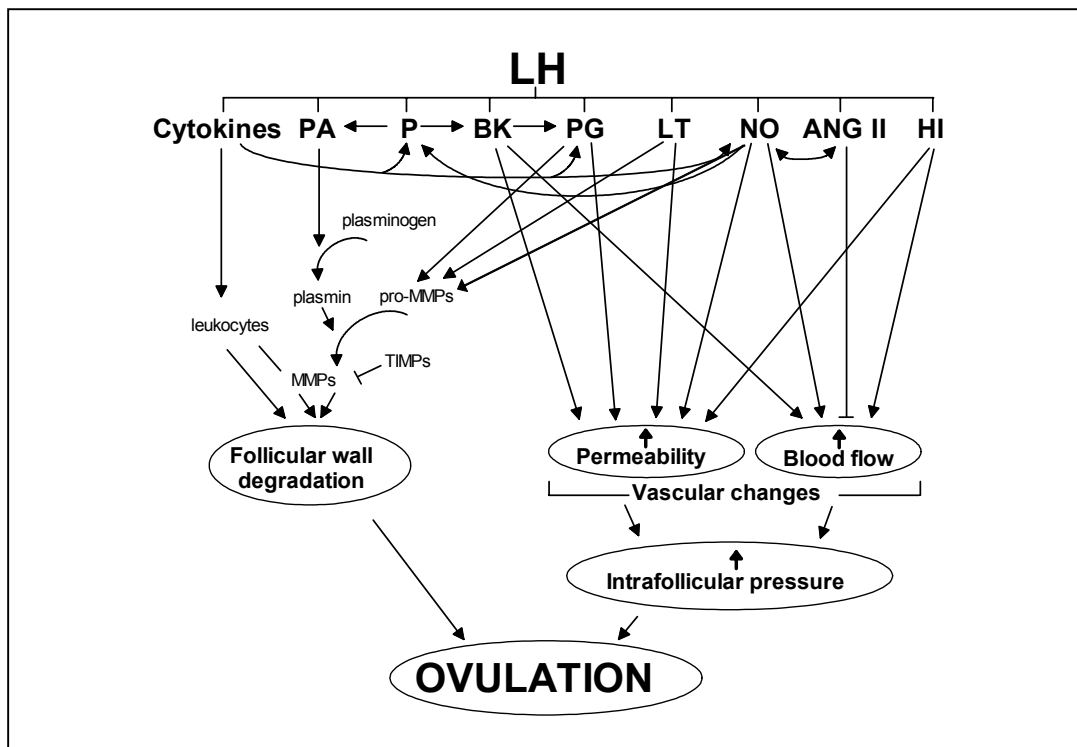 LH
Cytokines PA P BK PG LT NO ANG II HI
plasminogen
plasmin pro-MMPs
leukocytes
MMPs TIMPs
Follicular wall
degradation
Permeability
Blood flow
Vascular changes
Intrafollicular pressure
OVULATION